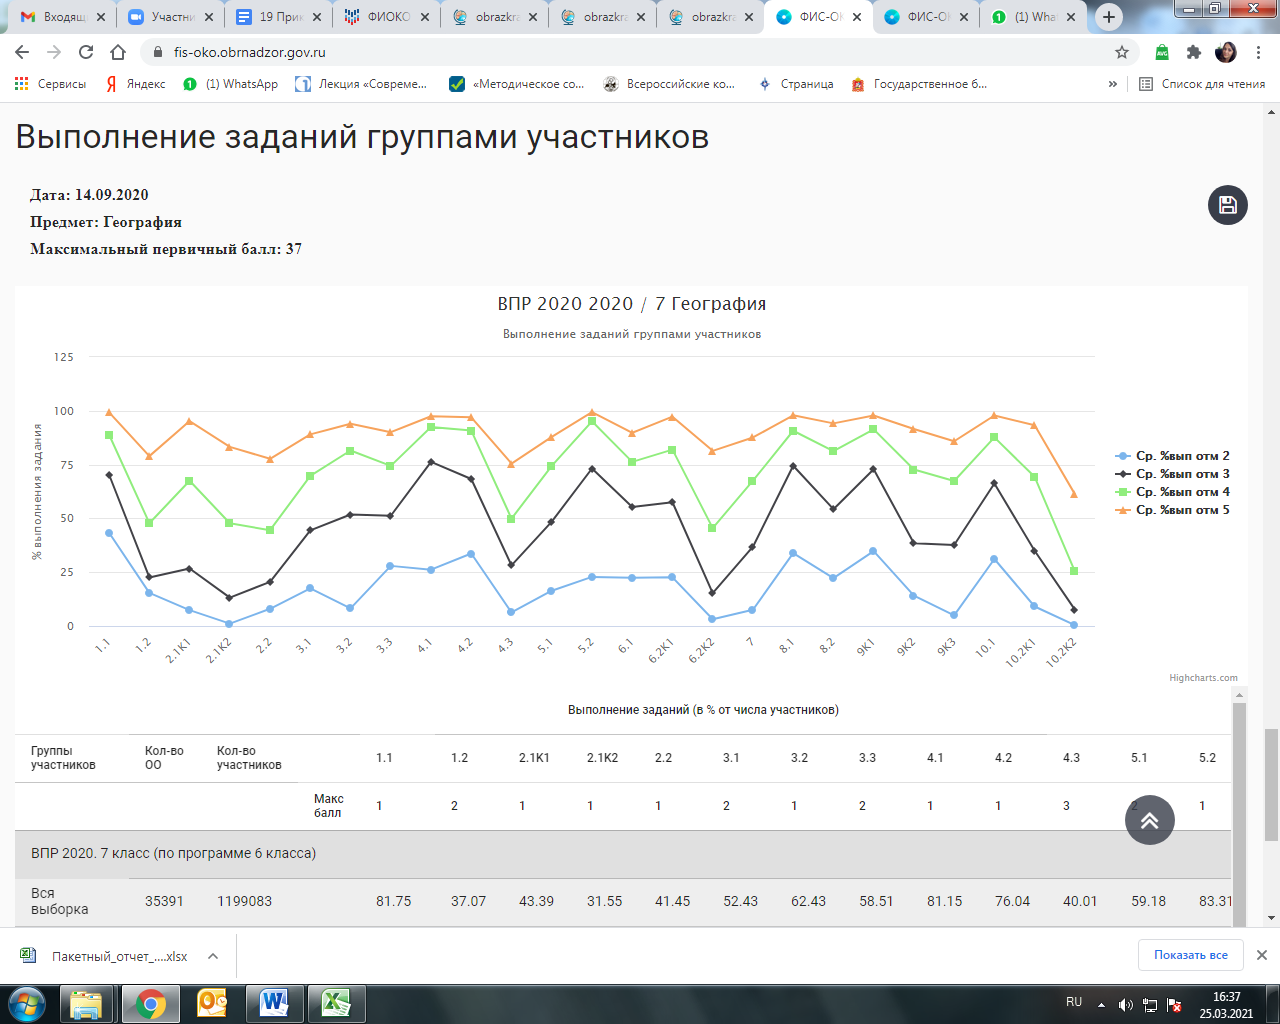 Входящ
Участни
19 При
ФИОКО
obrazkra
obrazkra
obrazkra
ФИС-ОК
ФИС-ОК
(1) What
fis-oko.obrnadzor.gov.ru
Сервисы
Яндекс
(1) WhatsApp
Лекция «Совреме...
«Методическое со...
Всероссийские ко...
Страница
Государственное б...
»
Список для чтения
Выполнение заданий группами участников
Дата: 14.09.2020
Предмет: География
Максимальный первичный балл: 37
ВПР 2020 2020 / 7 География
Выполнение заданий группами участников
% выполнения задания
125
100
75
50
25
0
1.1 1.2 2.1K1 2.1K2 2.2 3.1 3.2 3.3 4.1 4.2 4.3 5.1 5.2 6.1 6.2K1 6.2K2 7 8.1 8.2 9K1 9K2 9K3 10.1 10.2K1 10.2K2
Ср. %вып отм 2
Ср. %вып отм 3
Ср. %вып отм 4
Ср. %вып отм 5
Highcharts.com
Выполнение заданий (в % от числа участников)
Группы участников Кол-во ОО Кол-во участников 1.1 1.2 2.1K1 2.1K2 2.2 3.1 3.2 3.3 4.1 4.2 4.3 5.1 5.2
Макс балл 1 2 1 1 1 2 1 2 1 1 3 2 1
ВПР 2020. 7 класс (по программе 6 класса)
Вся выборка 35391 1199083 81.75 37.07 43.39 31.55 41.45 52.43 62.43 58.51 81.15 76.04 40.01 59.18 83.31
Пакетный_отчет_....xlsx
Показать все
RU
16:37
25.03.2021